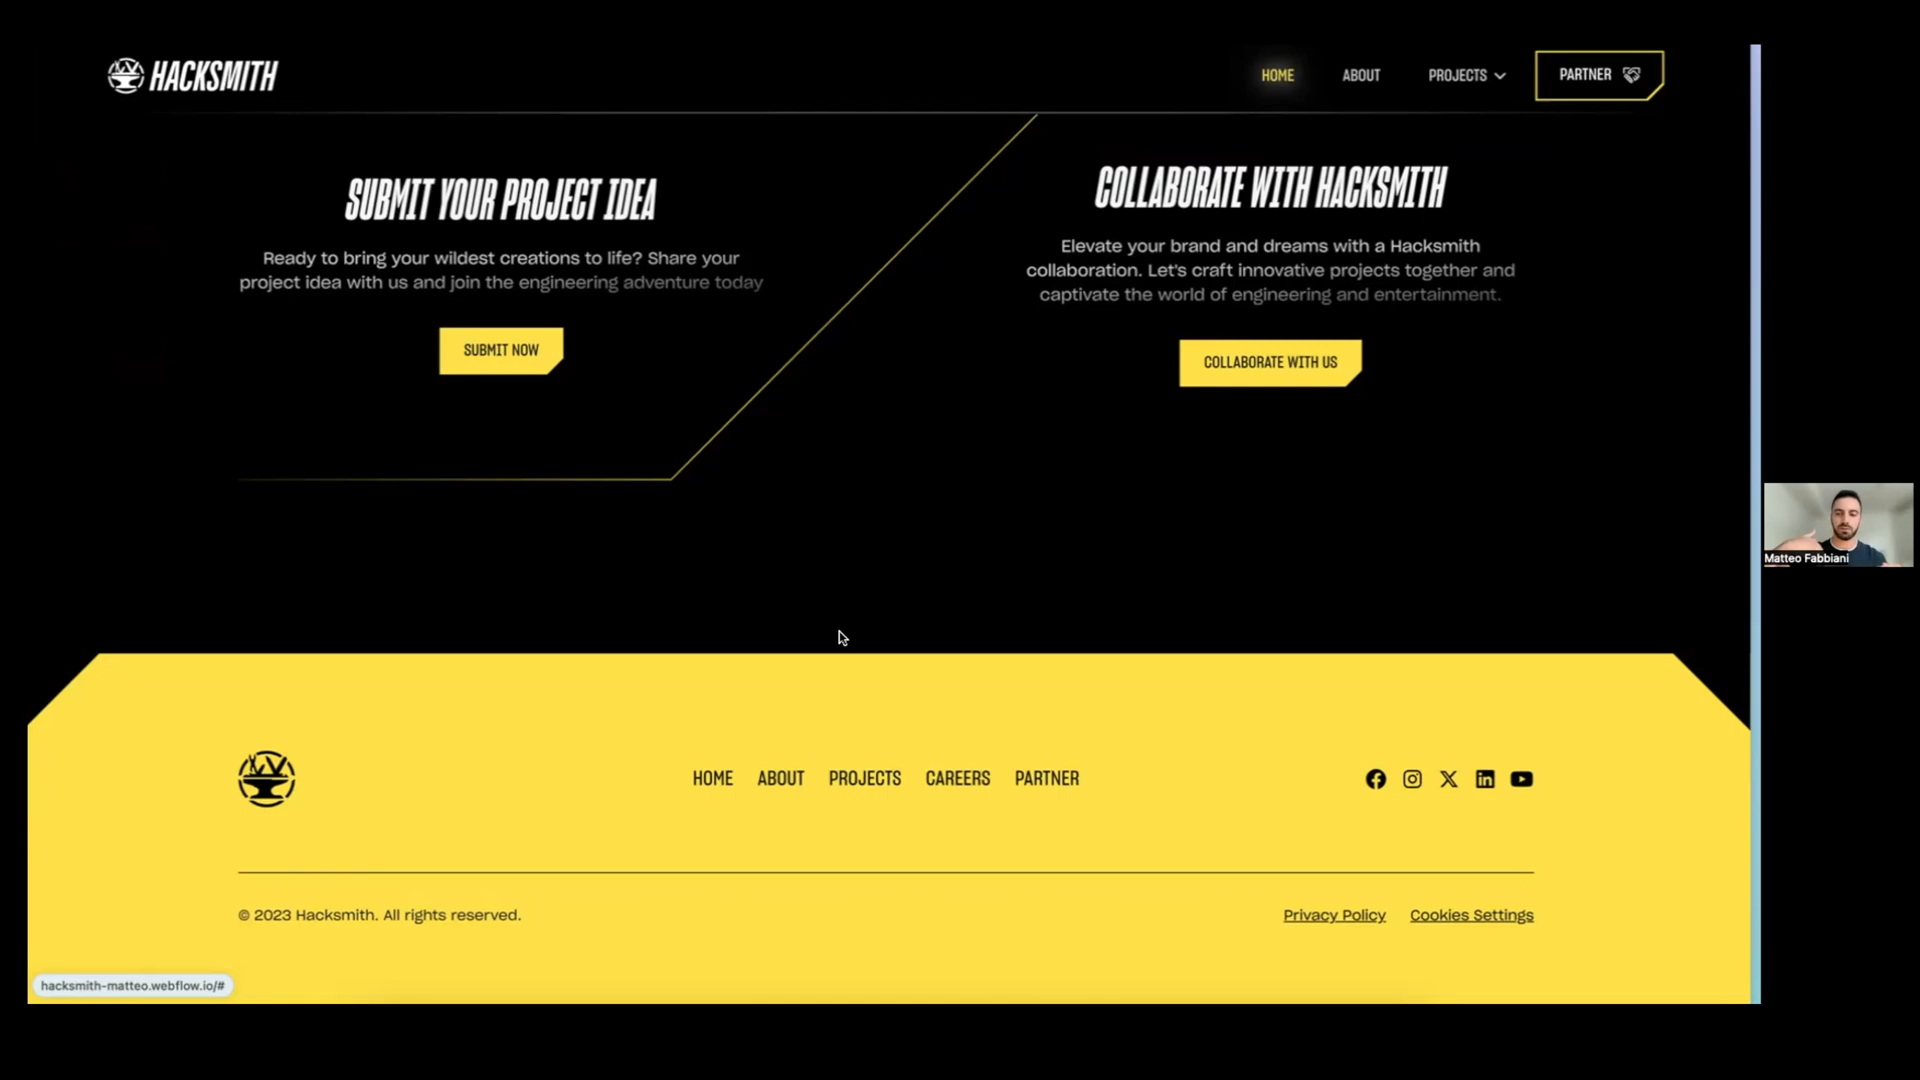 HACKSMITH
HOME
ABOUT
PROJECTS
PARTNER
SUBMIT YOUR PROJECT IDEA
Ready to bring your wildest creations to life? Share your
project idea with us and join the engineering adventure today
SUBMIT NOW
COLLABORATE WITH HACKSMITH
Elevate your brand and dreams with a Hacksmith
collaboration. Let's craft innovative projects together and
captivate the world of engineering and entertainment.
COLLABORATE WITH US
Matteo Fabbiani
HOME
ABOUT
PROJECTS
CAREERS
PARTNER
© 2023 Hacksmith. All rights reserved.
Privacy Policy
Cookies Settings
hacksmith-matteo.webflow.io/#